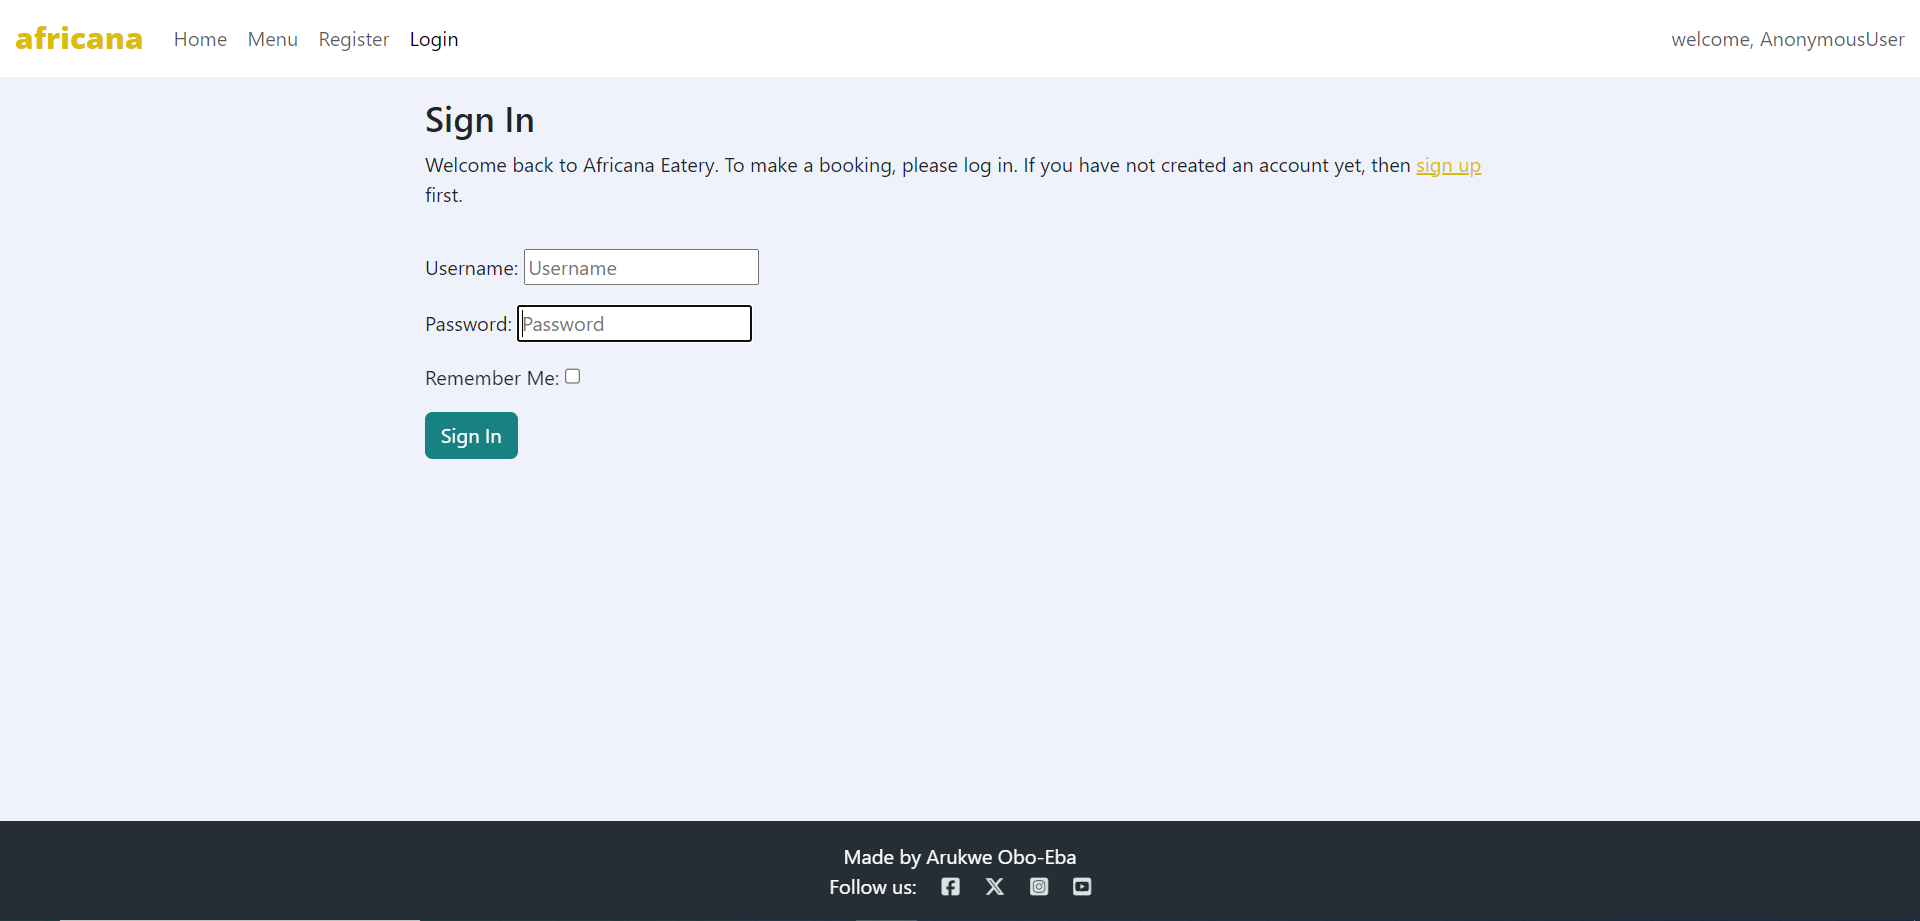 africana Home Menu Register Login welcome, AnonymousUser
Sign In
Welcome back to Africana Eatery. To make a booking, please log in. If you have not created an account yet, then sign up
first.
Username: Username
Password: Password
Remember Me:
Sign In
Made by Arukwe Obo-Eba
Follow us: